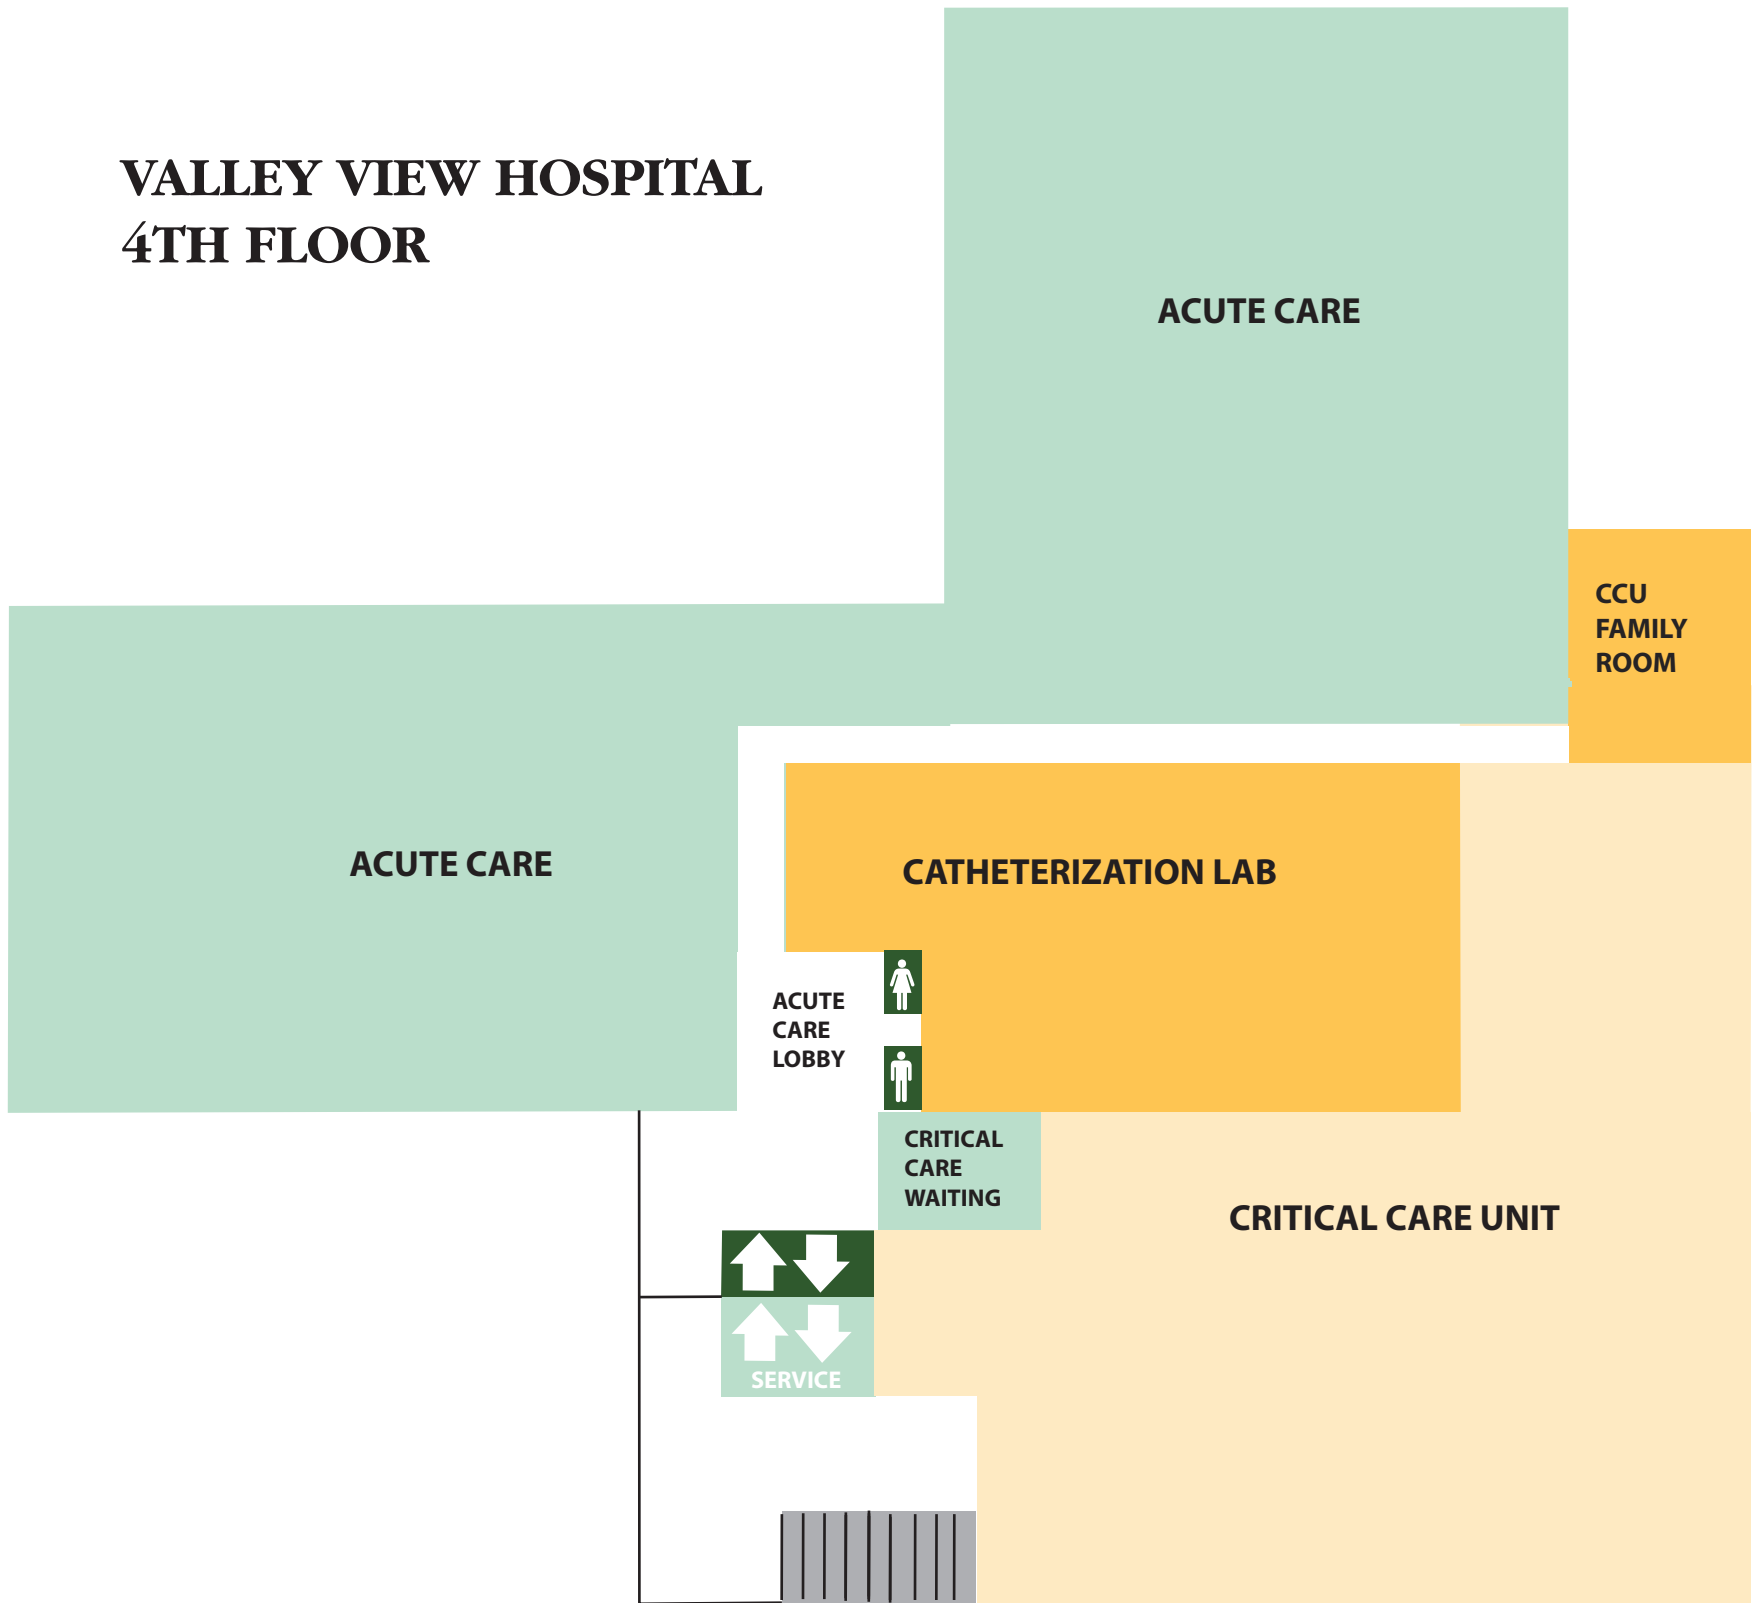 VALLEY VIEW HOSPITAL
4TH FLOOR
ACUTE CARE
CCU
FAMILY
ROOM
ACUTE CARE
CATHETERIZATION LAB
ACUTE
CARE
LOBBY
CRITICAL
CARE
WAITING
CRITICAL CARE UNIT
SERVICE